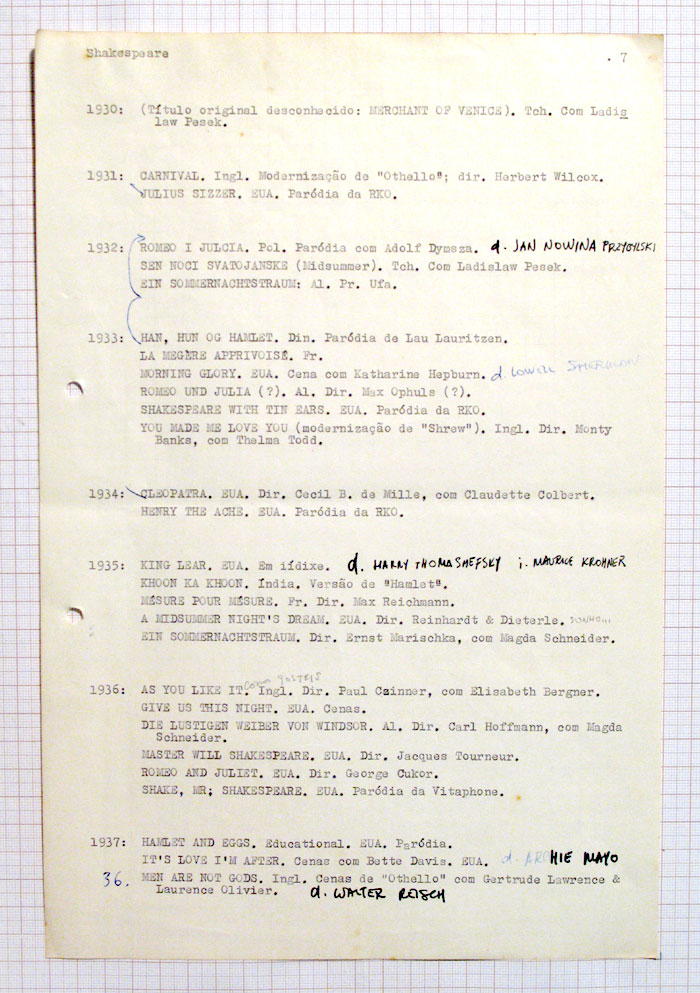 Shakespeare . 7
1930: (Título original desconhecido: MERCHANT OF VENICE). Tch. Com Ladis
law Pesek.
1931: CARNIVAL. Ingl. Modernização de "Othello"; dir. Herbert Wilcox.
JULIUS SIZZER. EUA. Paródia da RKO.
1932: ROMEO I JULCIA. Pol. Paródia com Adolf Dymsza. d. JAN NOWINA PRZYBYLSKI
SEN NOCI SVATOJANSKE (Midsummer). Tch. Com Ladislaw Pesek.
EIN SOMMERNACHTSTRAUM: Al. Pr. Ufa.
1933: HAN, HUN OG HAMLET. Din. Paródia de Lau Lauritzen.
LA MEGÈRE APPRIVOISÉ. Fr.
MORNING GLORY. EUA. Cena com Katharine Hepburn. d. LOWELL SHERMAN
ROMEO UND JULIA (?). Al. Dir. Max Ophuls (?).
SHAKESPEARE WITH TIN EARS. EUA. Paródia da RKO.
YOU MADE ME LOVE YOU (modernização de "Shrew"). Ingl. Dir. Monty
Banks, com Thelma Todd.
1934: CLEOPATRA. EUA. Dir. Cecil B. de Mille, com Claudette Colbert.
HENRY THE ACHE. EUA. Paródia da RKO.
1935: KING LEAR. EUA. Em iídixe. d. HARRY THOMASHEFSKY i. MAURICE KROHNER
KHOON KA KHOON. Índia. Versão de "Hamlet".
MÉSURE POUR MÉSURE. Fr. Dir. Max Reichmann.
A MIDSUMMER NIGHT'S DREAM. EUA. Dir. Reinhardt & Dieterle. SONHO...
EIN SOMMERNACHTSTRAUM. Dir. Ernst Marischka, com Magda Schneider.
como gosteis
1936: AS YOU LIKE IT. Ingl. Dir. Paul Czinner, com Elisabeth Bergner.
GIVE US THIS NIGHT. EUA. Cenas.
DIE LUSTIGEN WEIBER VON WINDSOR. Al. Dir. Carl Hoffmann, com Magda
Schneider.
MASTER WILL SHAKESPEARE. EUA. Dir. Jacques Tourneur.
ROMEO AND JULIET. EUA. Dir. George Cukor.
SHAKE, MR; SHAKESPEARE. EUA. Paródia da Vitaphone.
1937: HAMLET AND EGGS. Educational. EUA. Paródia.
IT'S LOVE I'M AFTER. Cenas com Bette Davis. EUA. d. ARCHIE MAYO
36. MEN ARE NOT GODS. Ingl. Cenas de "Othello" com Gertrude Lawrence &
Laurence Olivier. d. WALTER REISCH